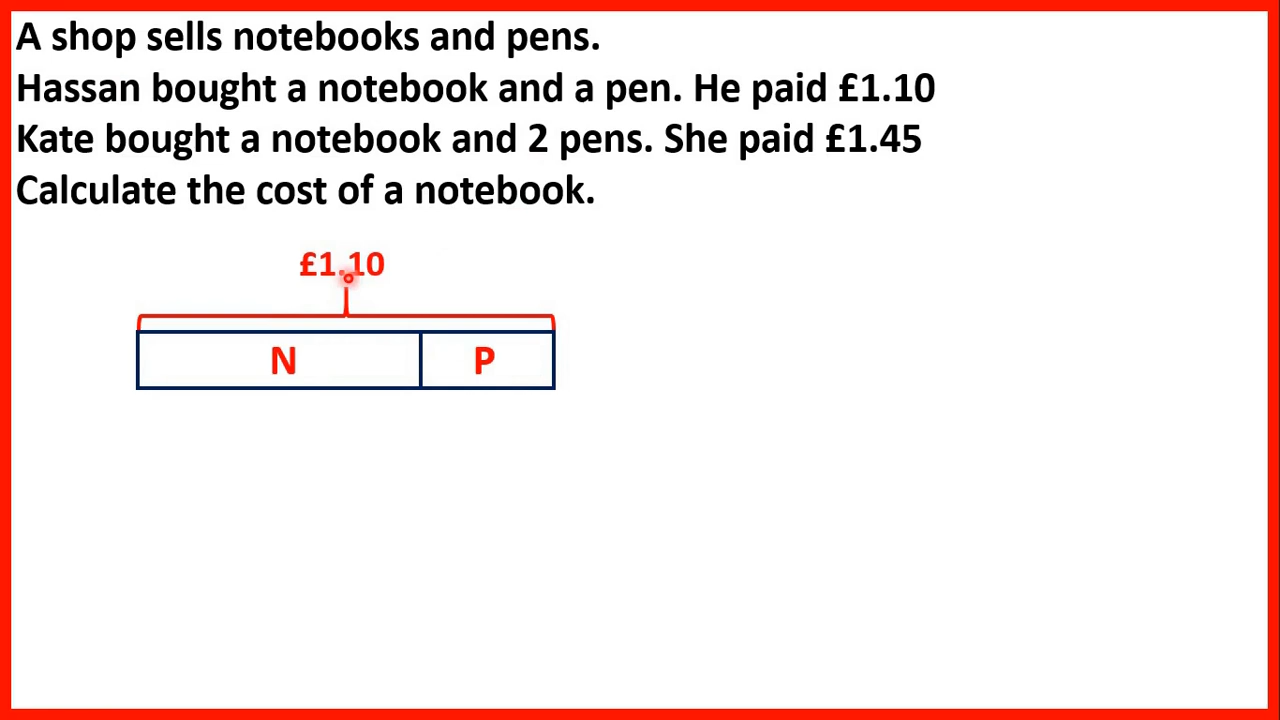 A shop sells notebooks and pens.
Hassan bought a notebook and a pen. He paid £1.10
Kate bought a notebook and 2 pens. She paid £1.45
Calculate the cost of a notebook.
£1.10
N P